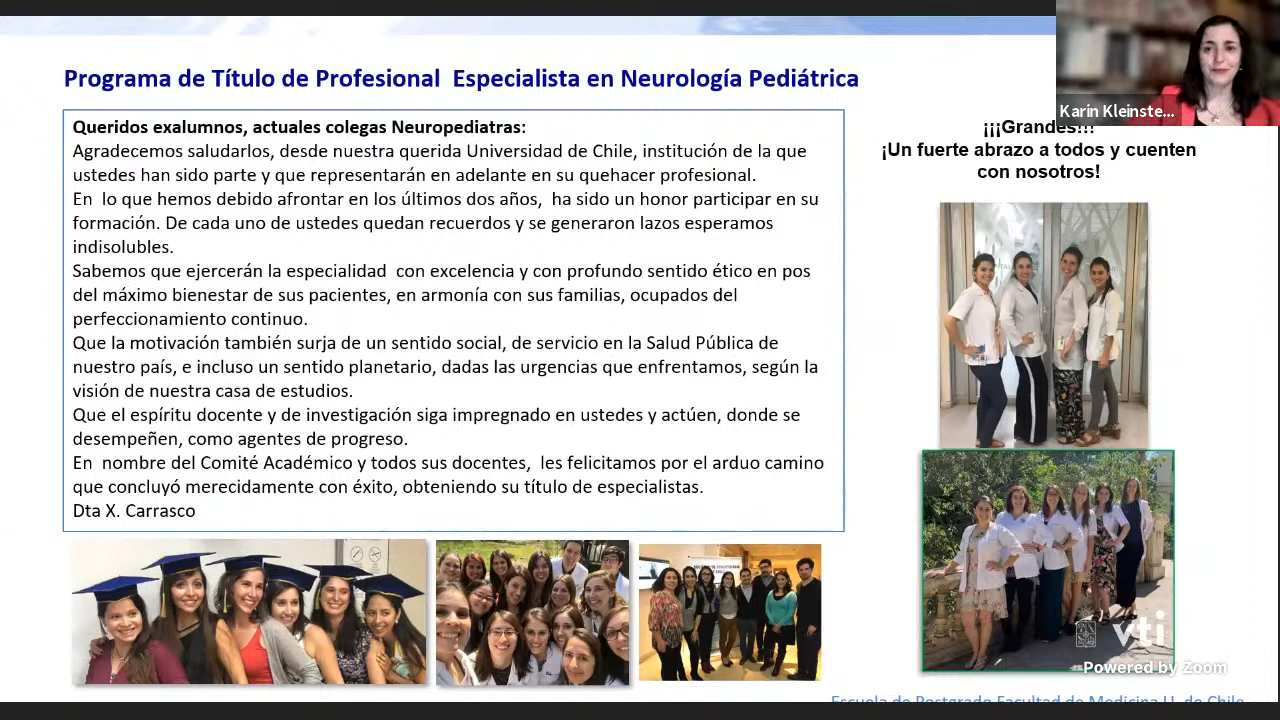 Programa de Título de Profesional Especialista en Neurología Pediátrica
Karin Kleinste...
Queridos exalumnos, actuales colegas Neuropediatras:
Agradecemos saludarlos, desde nuestra querida Universidad de Chile, institución de la que
ustedes han sido parte y que representarán en adelante en su quehacer profesional.
En lo que hemos debido afrontar en los últimos dos años, ha sido un honor participar en su
formación. De cada uno de ustedes quedan recuerdos y se generaron lazos esperamos
indisolubles.
Sabemos que ejercerán la especialidad con excelencia y con profundo sentido ético en pos
del máximo bienestar de sus pacientes, en armonía con sus familias, ocupados del
perfeccionamiento continuo.
Que la motivación también surja de un sentido social, de servicio en la Salud Pública de
nuestro país, e incluso un sentido planetario, dadas las urgencias que enfrentamos, según la
visión de nuestra casa de estudios.
Que el espíritu docente y de investigación siga impregnado en ustedes y actúen, donde se
desempeñen, como agentes de progreso.
En nombre del Comité Académico y todos sus docentes, les felicitamos por el arduo camino
que concluyó merecidamente con éxito, obteniendo su título de especialistas.
Dta X. Carrasco
¡¡¡Grandes!!!
¡Un fuerte abrazo a todos y cuenten
con nosotros!
vti
Powered by Zoom
Escuela de Postgrado Facultad de Medicina U. de Chile